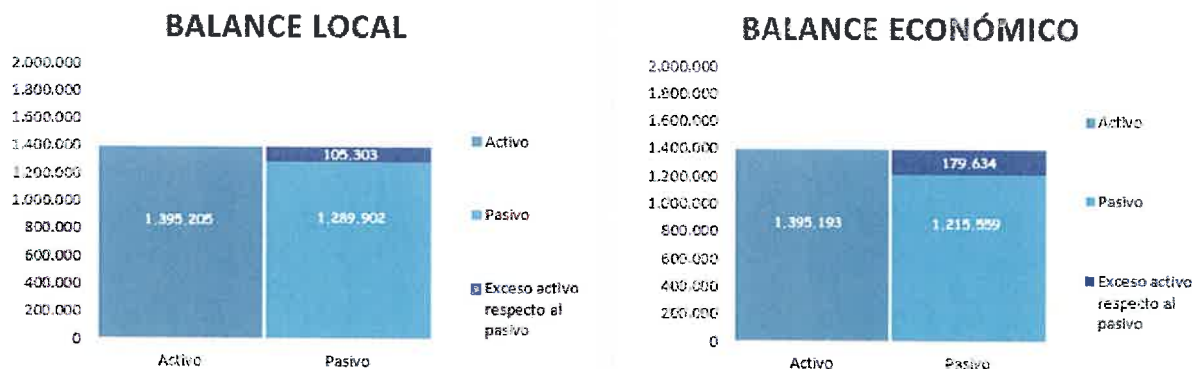 BALANCE LOCAL
2.000.000
1.800.000
1.600.000
1.400.000
1.200.000
1.000.000
800.000
600.000
400.000
200.000
0
105,303
1,395,205
1,289,902
Activo
Pasivo
Activo
Pasivo
Exceso activo
respecto al
pasivo
BALANCE ECONÓMICO
2.000.000
1.800.000
1.600.000
1.400.000
1.200.000
1.000.000
800.000
600.000
400.000
200.000
0
179,634
1,395,193
1,215,559
Activo
Pasivo
Activo
Pasivo
Exceso activo
respecto al
pasivo